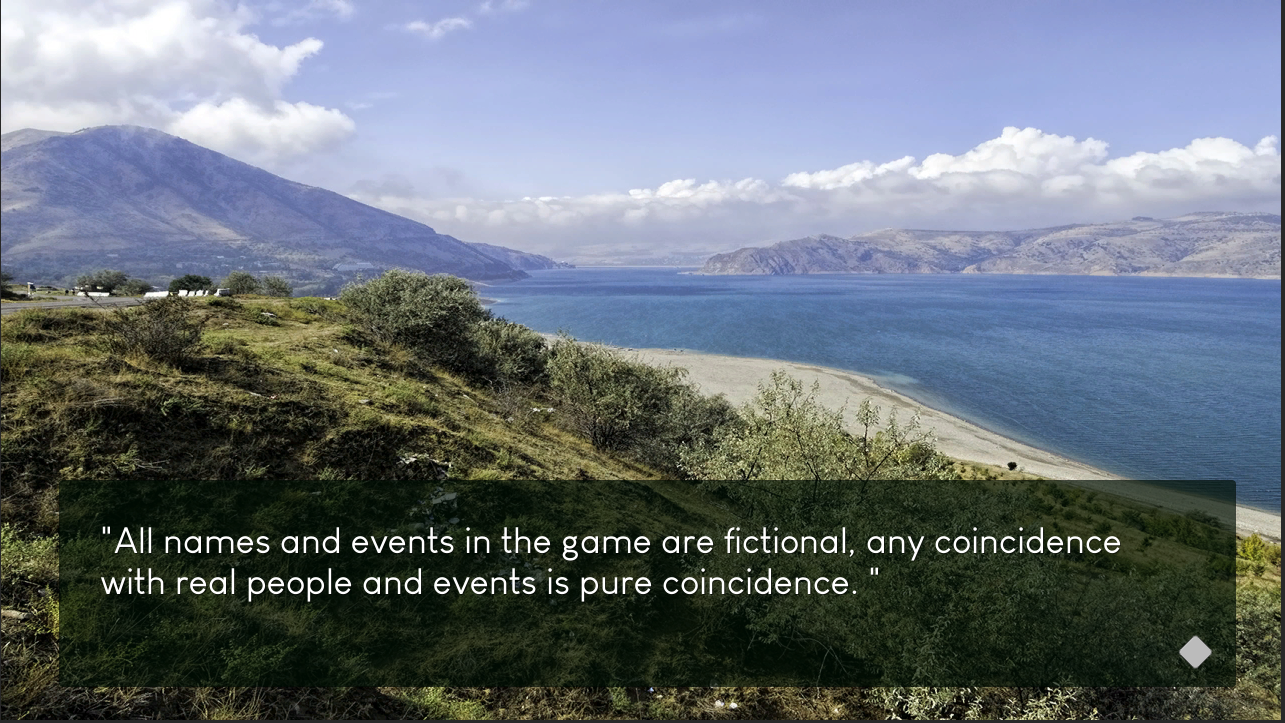 "All names and events in the game are fictional, any coincidence
with real people and events is pure coincidence. "